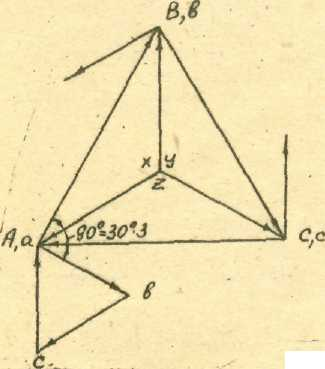 B,в
x y
z
A,a
90°=30°·3
C,c
в
c